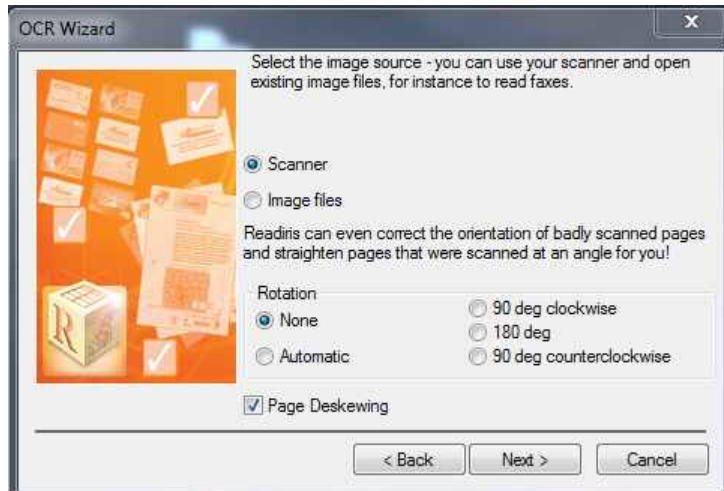 OCR Wizard
x
Select the image source - you can use your scanner and open
existing image files, for instance to read faxes.
Scanner
Image files
Readiris can even correct the orientation of badly scanned pages
and straighten pages that were scanned at an angle for you!
Rotation
None
Automatic
90 deg clockwise
180 deg
90 deg counterclockwise
Page Deskewing
R
< Back
Next >
Cancel